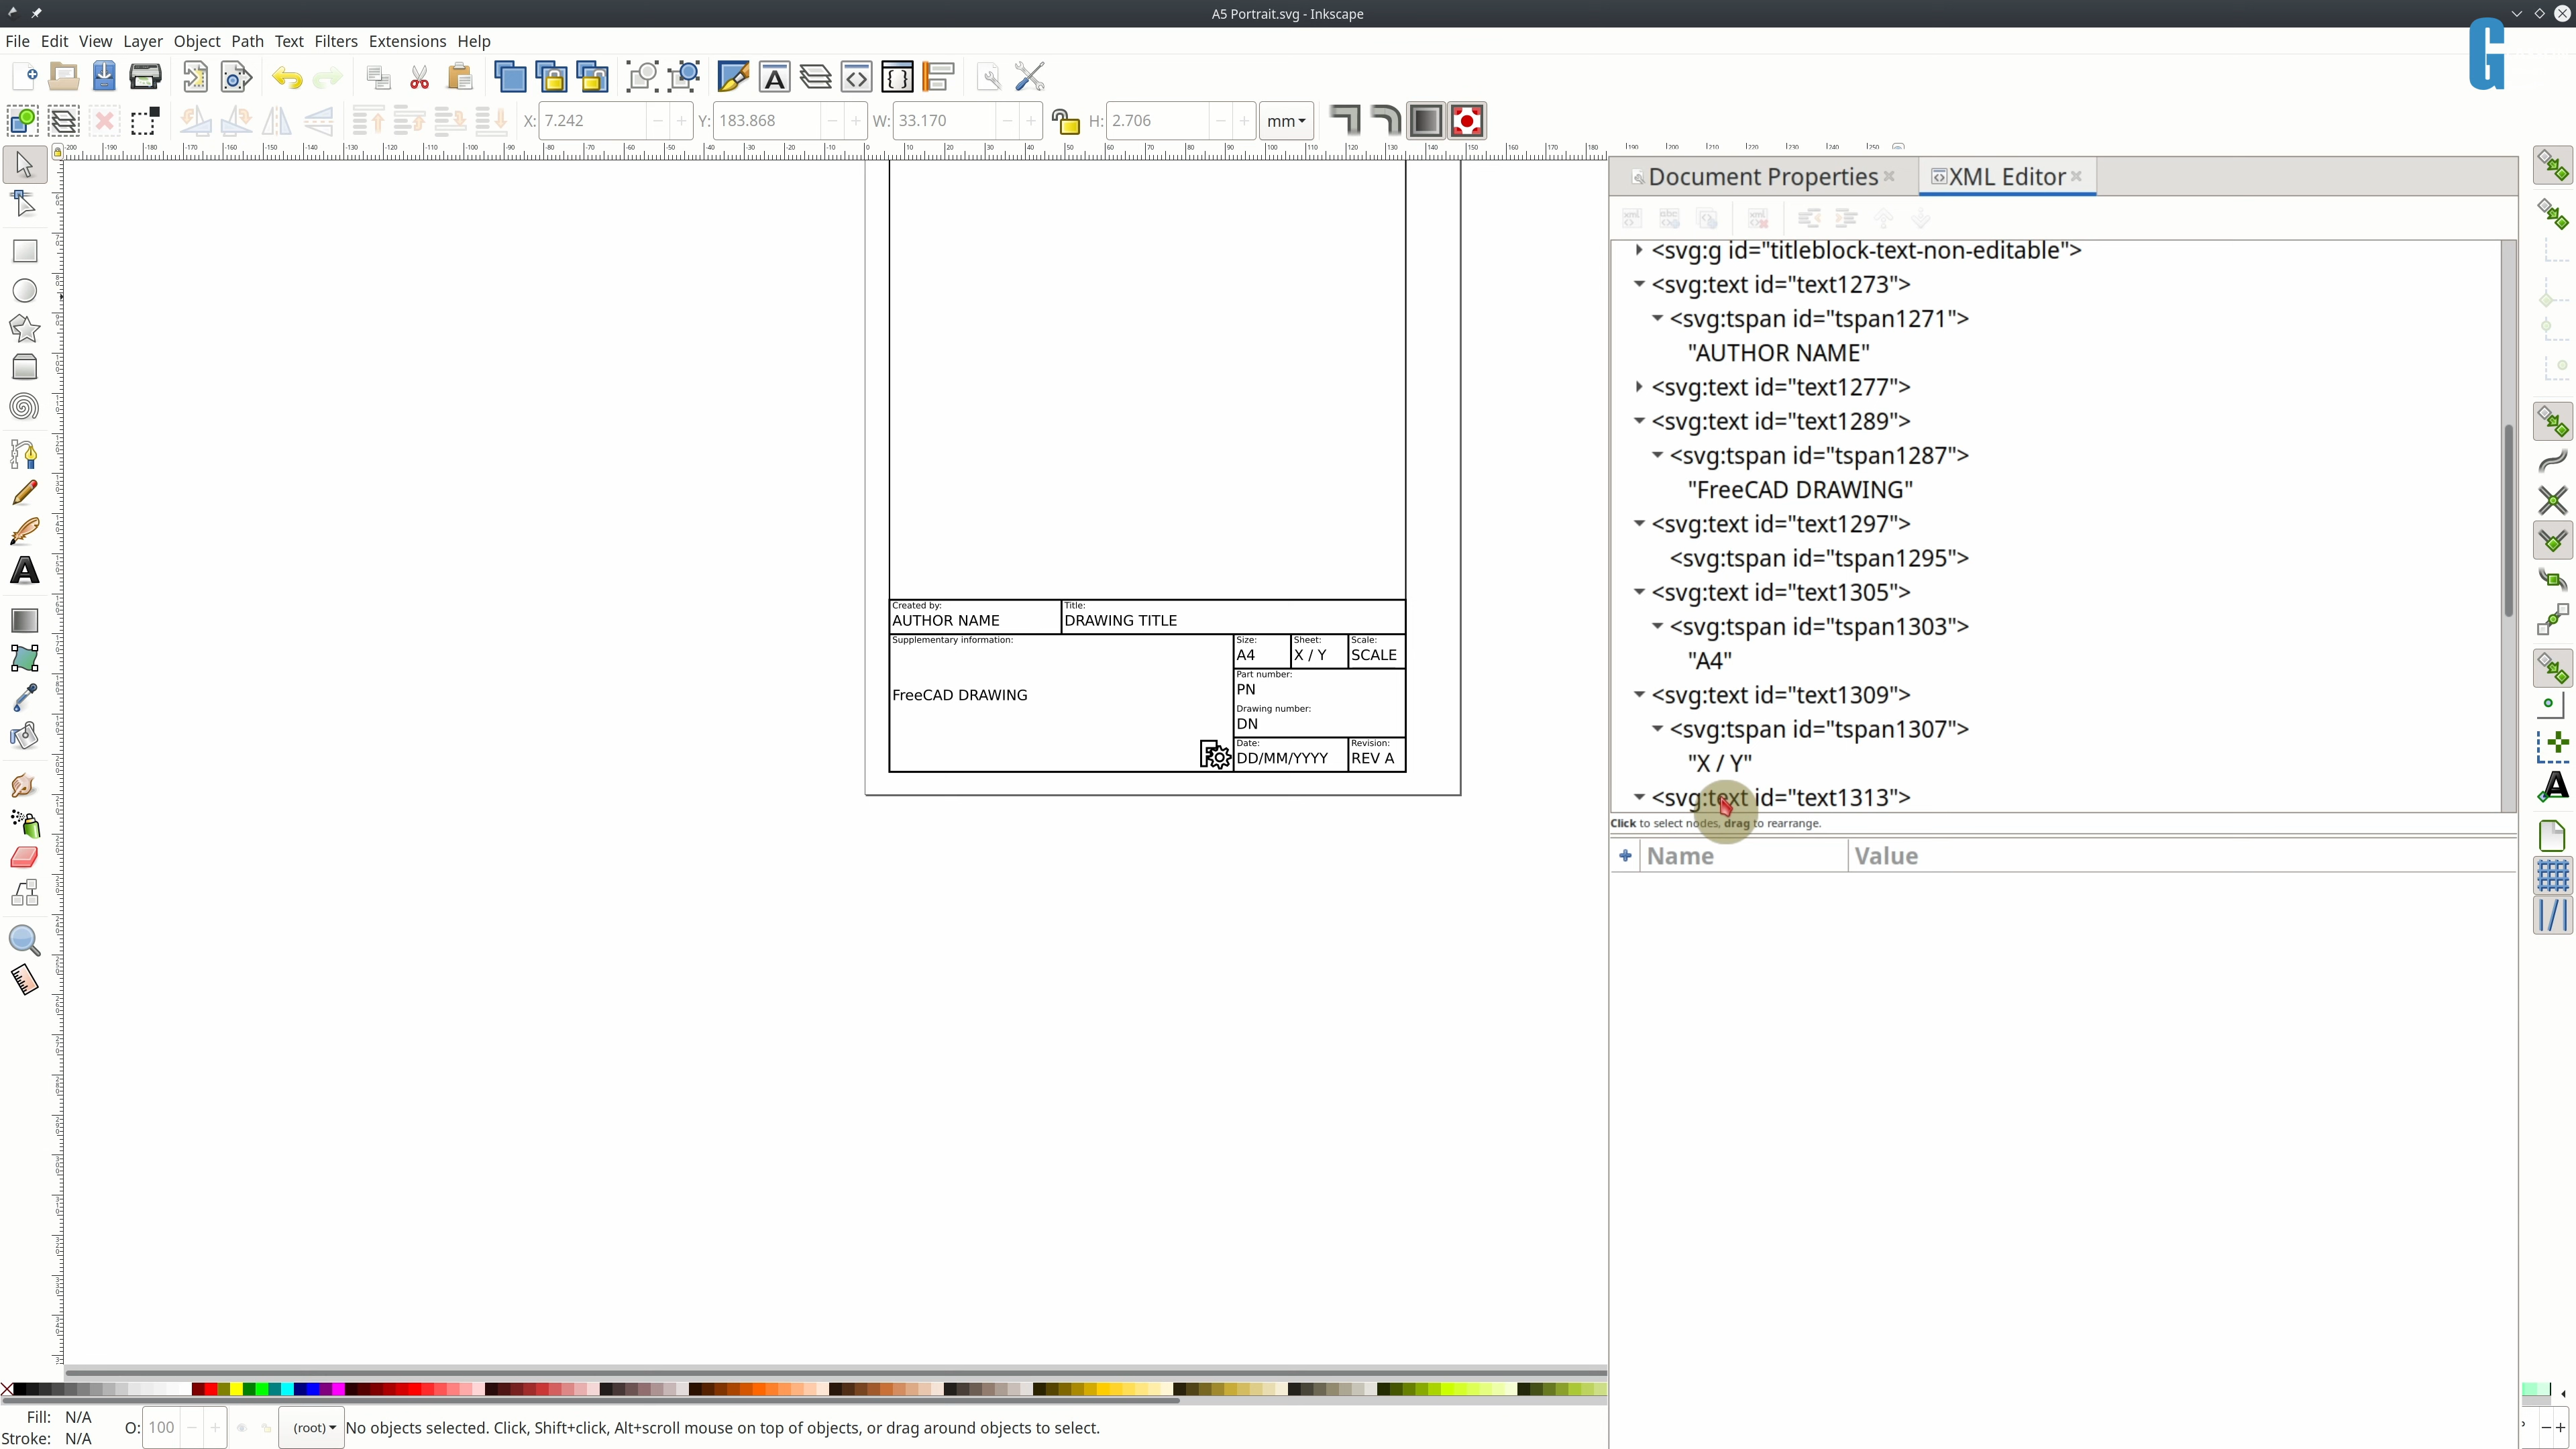 A5 Portrait.svg - Inkscape
File Edit View Layer Object Path Text Filters Extensions Help
G
X: 7.242 Y: 183.868 W: 33.170 H: 2.706 mm
Document Properties XML Editor
<svg:g id="titleblock-text-non-editable">
<svg:text id="text1273">
<svg:tspan id="tspan1271">
"AUTHOR NAME"
<svg:text id="text1277">
<svg:text id="text1289">
<svg:tspan id="tspan1287">
"FreeCAD DRAWING"
<svg:text id="text1297">
<svg:tspan id="tspan1295">
<svg:text id="text1305">
<svg:tspan id="tspan1303">
"A4"
<svg:text id="text1309">
<svg:tspan id="tspan1307">
"X / Y"
<svg:text id="text1313">
Click to select nodes, drag to rearrange.
Name Value
Created by: Title:
AUTHOR NAME DRAWING TITLE
Supplementary information: Size: Sheet: Scale:
A4 X / Y SCALE
Part number:
PN
FreeCAD DRAWING
Drawing number:
DN
Date: Revision:
DD/MM/YYYY REV A
Fill: N/A
Stroke: N/A
O: 100 (root) No objects selected. Click, Shift+click, Alt+scroll mouse on top of objects, or drag around objects to select.